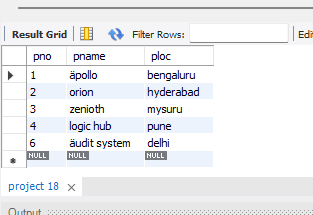 Result Grid Filter Rows: Edi
pno pname ploc
1 äpollo bengaluru
2 orion hyderabad
3 zenioth mysuru
4 logic hub pune
6 äudit system delhi
NULL NULL NULL
project 18 ×
Output